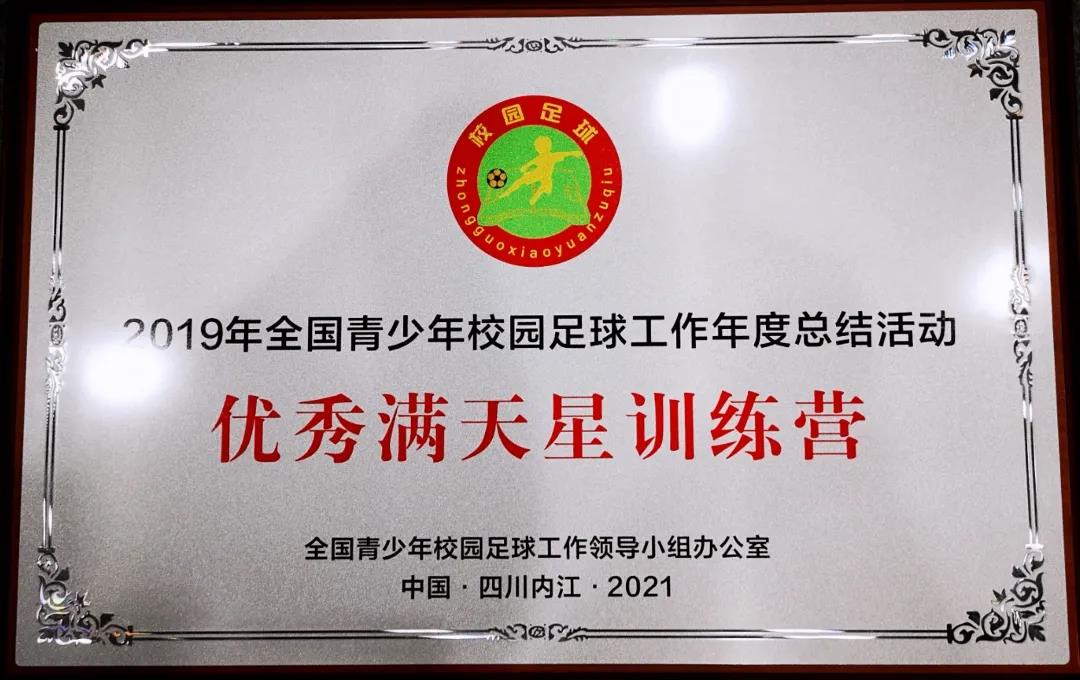 校园足球
zhongguoxiaoyuanzuqiu
2019年全国青少年校园足球工作年度总结活动
优秀满天星训练营
全国青少年校园足球工作领导小组办公室
中国·四川内江·2021